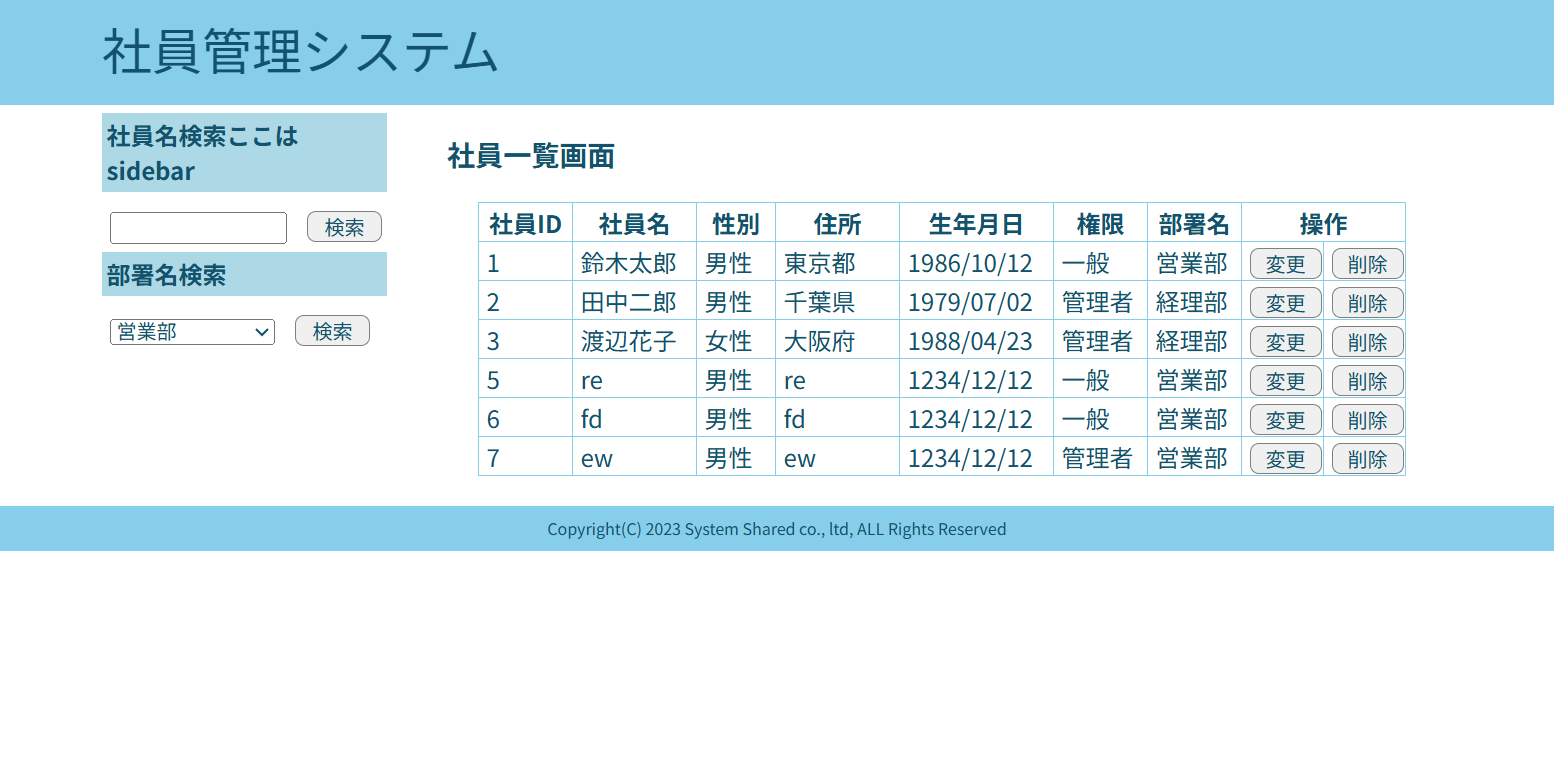 社員管理システム
社員名検索ここは
sidebar
検索
部署名検索
営業部 検索
社員一覧画面
社員ID 社員名 性別 住所 生年月日 権限 部署名 操作
1 鈴木太郎 男性 東京都 1986/10/12 一般 営業部 変更 削除
2 田中二郎 男性 千葉県 1979/07/02 管理者 経理部 変更 削除
3 渡辺花子 女性 大阪府 1988/04/23 管理者 経理部 変更 削除
5 re 男性 re 1234/12/12 一般 営業部 変更 削除
6 fd 男性 fd 1234/12/12 一般 営業部 変更 削除
7 ew 男性 ew 1234/12/12 管理者 営業部 変更 削除
Copyright(C) 2023 System Shared co., ltd, ALL Rights Reserved